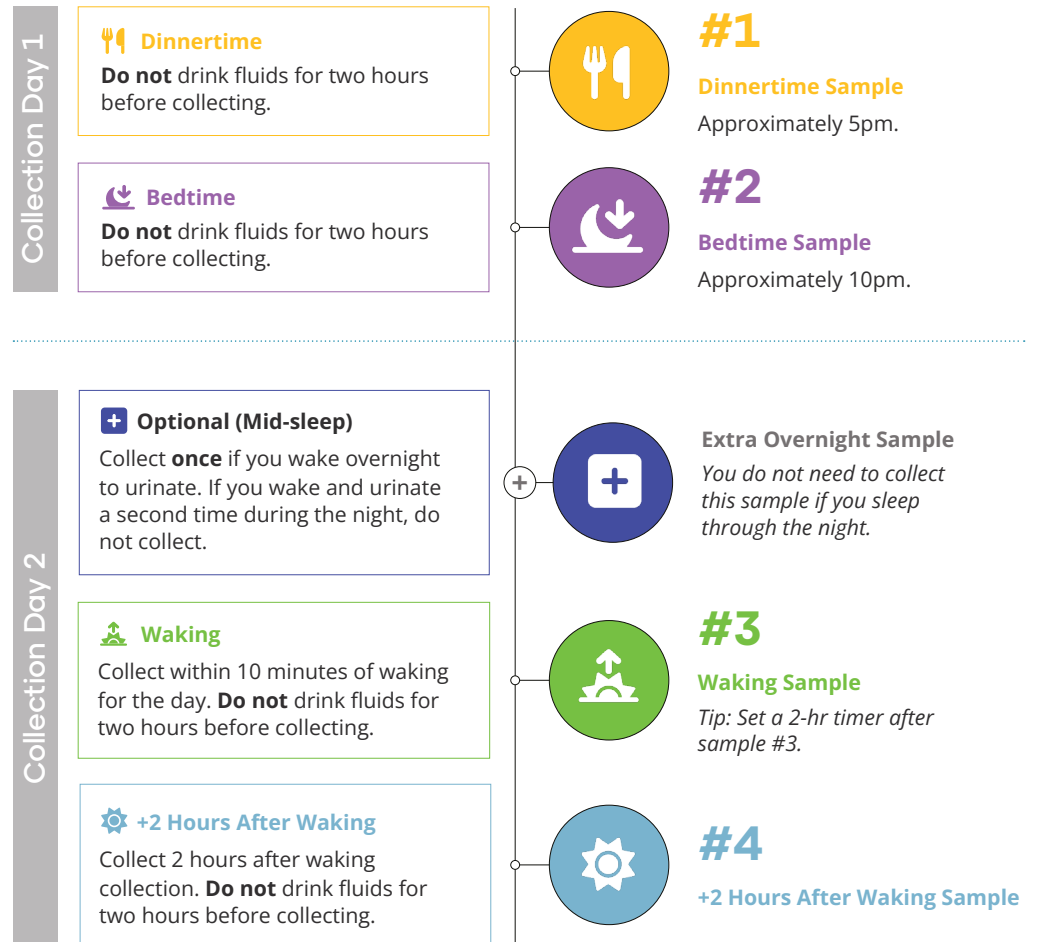 Collection Day 1
Dinnertime
Do not drink fluids for two hours
before collecting.
#1
Dinnertime Sample
Approximately 5pm.
Bedtime
Do not drink fluids for two hours
before collecting.
#2
Bedtime Sample
Approximately 10pm.
Collection Day 2
Optional (Mid-sleep)
Collect once if you wake overnight
to urinate. If you wake and urinate
a second time during the night, do
not collect.
Extra Overnight Sample
You do not need to collect
this sample if you sleep
through the night.
Waking
Collect within 10 minutes of waking
for the day. Do not drink fluids for
two hours before collecting.
#3
Waking Sample
Tip: Set a 2-hr timer after
sample #3.
+2 Hours After Waking
Collect 2 hours after waking
collection. Do not drink fluids for
two hours before collecting.
#4
+2 Hours After Waking Sample